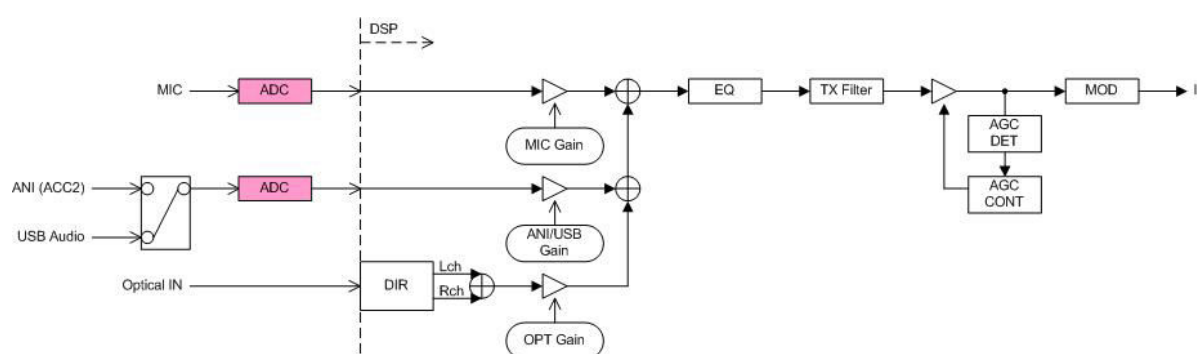 DSP
MIC
ADC
MIC Gain
EQ
TX Filter
MOD
AGC
DET
AGC
CONT
ANI (ACC2)
USB Audio
ADC
ANI/USB
Gain
Optical IN
DIR
Lch
Rch
OPT Gain